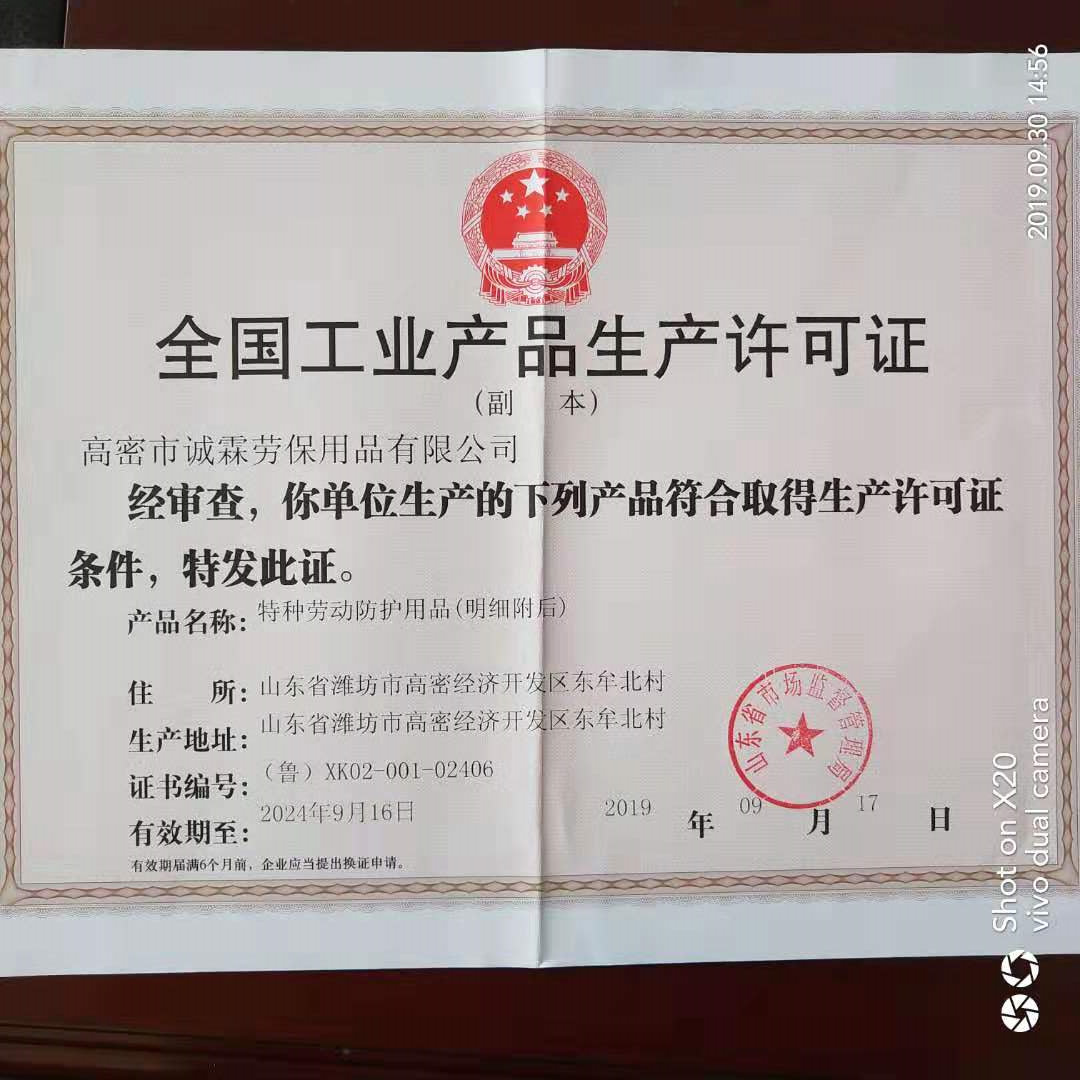 全国工业产品生产许可证
(副 本)
高密市诚霖劳保用品有限公司
经审查，你单位生产的下列产品符合取得生产许可证
条件，特发此证。
产品名称：特种劳动防护用品(明细附后)
住 所：山东省潍坊市高密经济开发区东牟北村
生产地址：山东省潍坊市高密经济开发区东牟北村
证书编号：（鲁）XK02-001-02406
有效期至：2024年9月16日
2019 年 09 月 17 日
有效期届满6个月前，企业应当提出换证申请。
山东省市场监督管理局
2019.09.30 14:56
Shot on X20
vivo dual camera